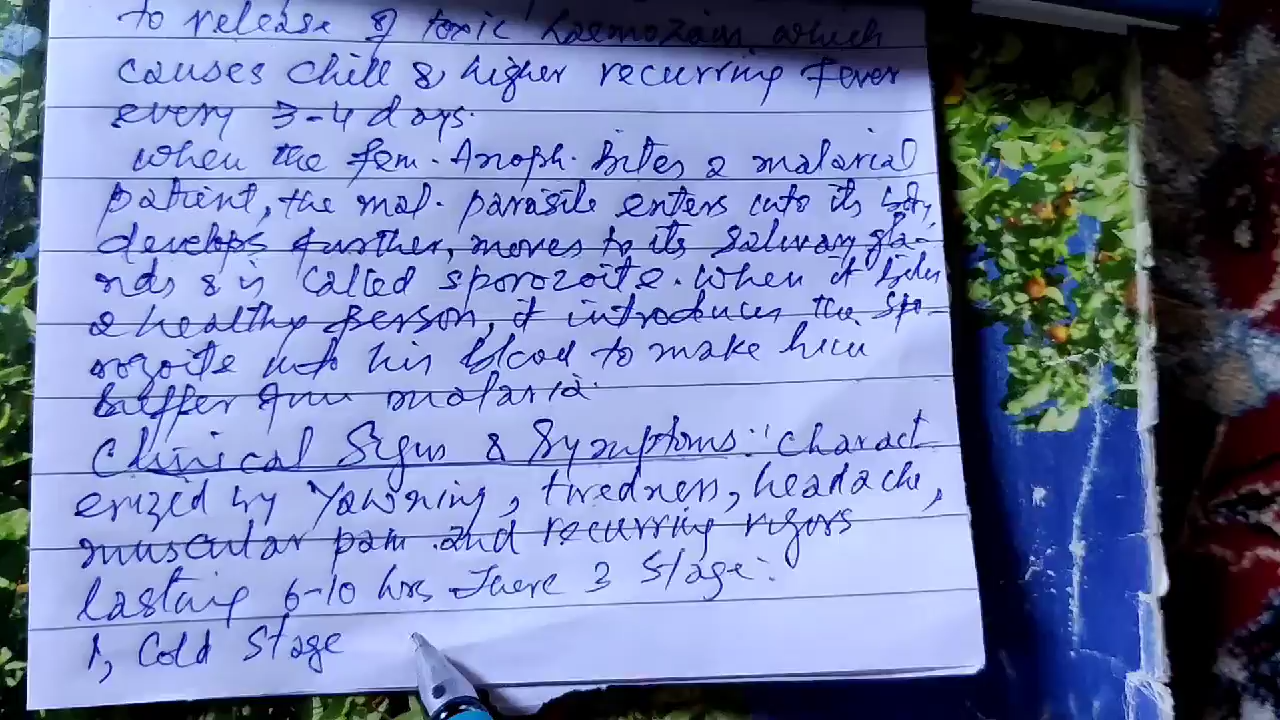 to release of toxic haemozoin which
causes chill & higher recurring fever
every 3-4 days.
when the fem. Anoph. bites a malarial
patient, the mal. parasite enters into its body,
develops further, moves to its salivary gla-
nds & is called sporozoite. when it bites
a healthy person, it introduces the spo-
rozoite into his blood to make him
suffer from malaria.
Clinical Signs & Symptoms: Charact
erized by Yawning, tiredness, headache,
muscular pain and recurring rigors
lasting 6-10 hrs There 3 Stage:
1, Cold Stage